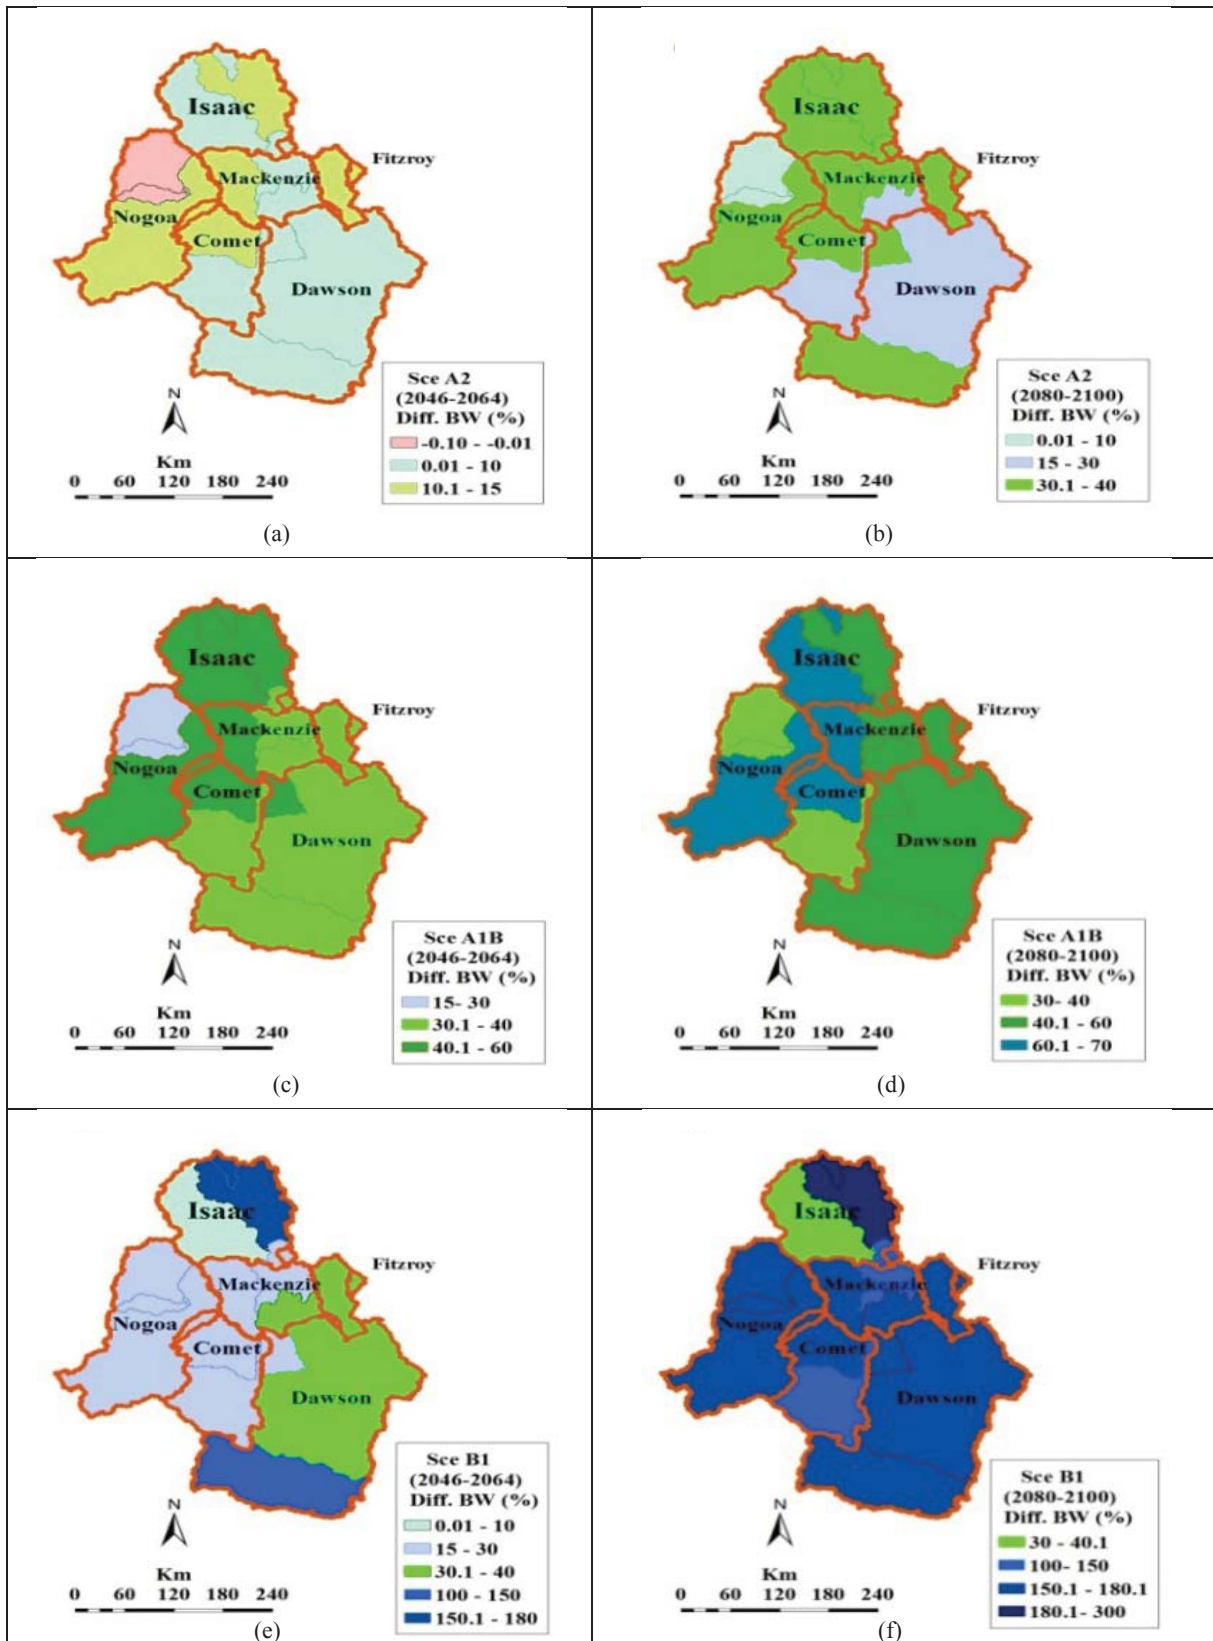 Isaac
Fitzroy
Mackenzie
Nogoa
Comet
Dawson
Sce A2
(2046-2064)
Diff. BW (%)
-0.10 - -0.01
0.01 - 10
10.1 - 15
N
Km
0 60 120 180 240
(a)
Isaac
Fitzroy
Mackenzie
Nogoa
Comet
Dawson
Sce A2
(2080-2100)
Diff. BW (%)
0.01 - 10
15 - 30
30.1 - 40
N
Km
0 60 120 180 240
(b)
Isaac
Fitzroy
Mackenzie
Nogoa
Comet
Dawson
Sce A1B
(2046-2064)
Diff. BW (%)
15- 30
30.1 - 40
40.1 - 60
N
Km
0 60 120 180 240
(c)
Isaac
Fitzroy
Mackenzie
Nogoa
Comet
Dawson
Sce A1B
(2080-2100)
Diff. BW (%)
30- 40
40.1 - 60
60.1 - 70
N
Km
0 60 120 180 240
(d)
Isaac
Fitzroy
Mackenzie
Nogoa
Comet
Dawson
Sce B1
(2046-2064)
Diff. BW (%)
0.01 - 10
15 - 30
30.1 - 40
100 - 150
150.1 - 180
N
Km
0 60 120 180 240
(e)
Isaac
Fitzroy
Mackenzie
Nogoa
Comet
Dawson
Sce B1
(2080-2100)
Diff. BW (%)
30 - 40.1
100- 150
150.1 - 180.1
180.1- 300
N
Km
0 60 120 180 240
(f)